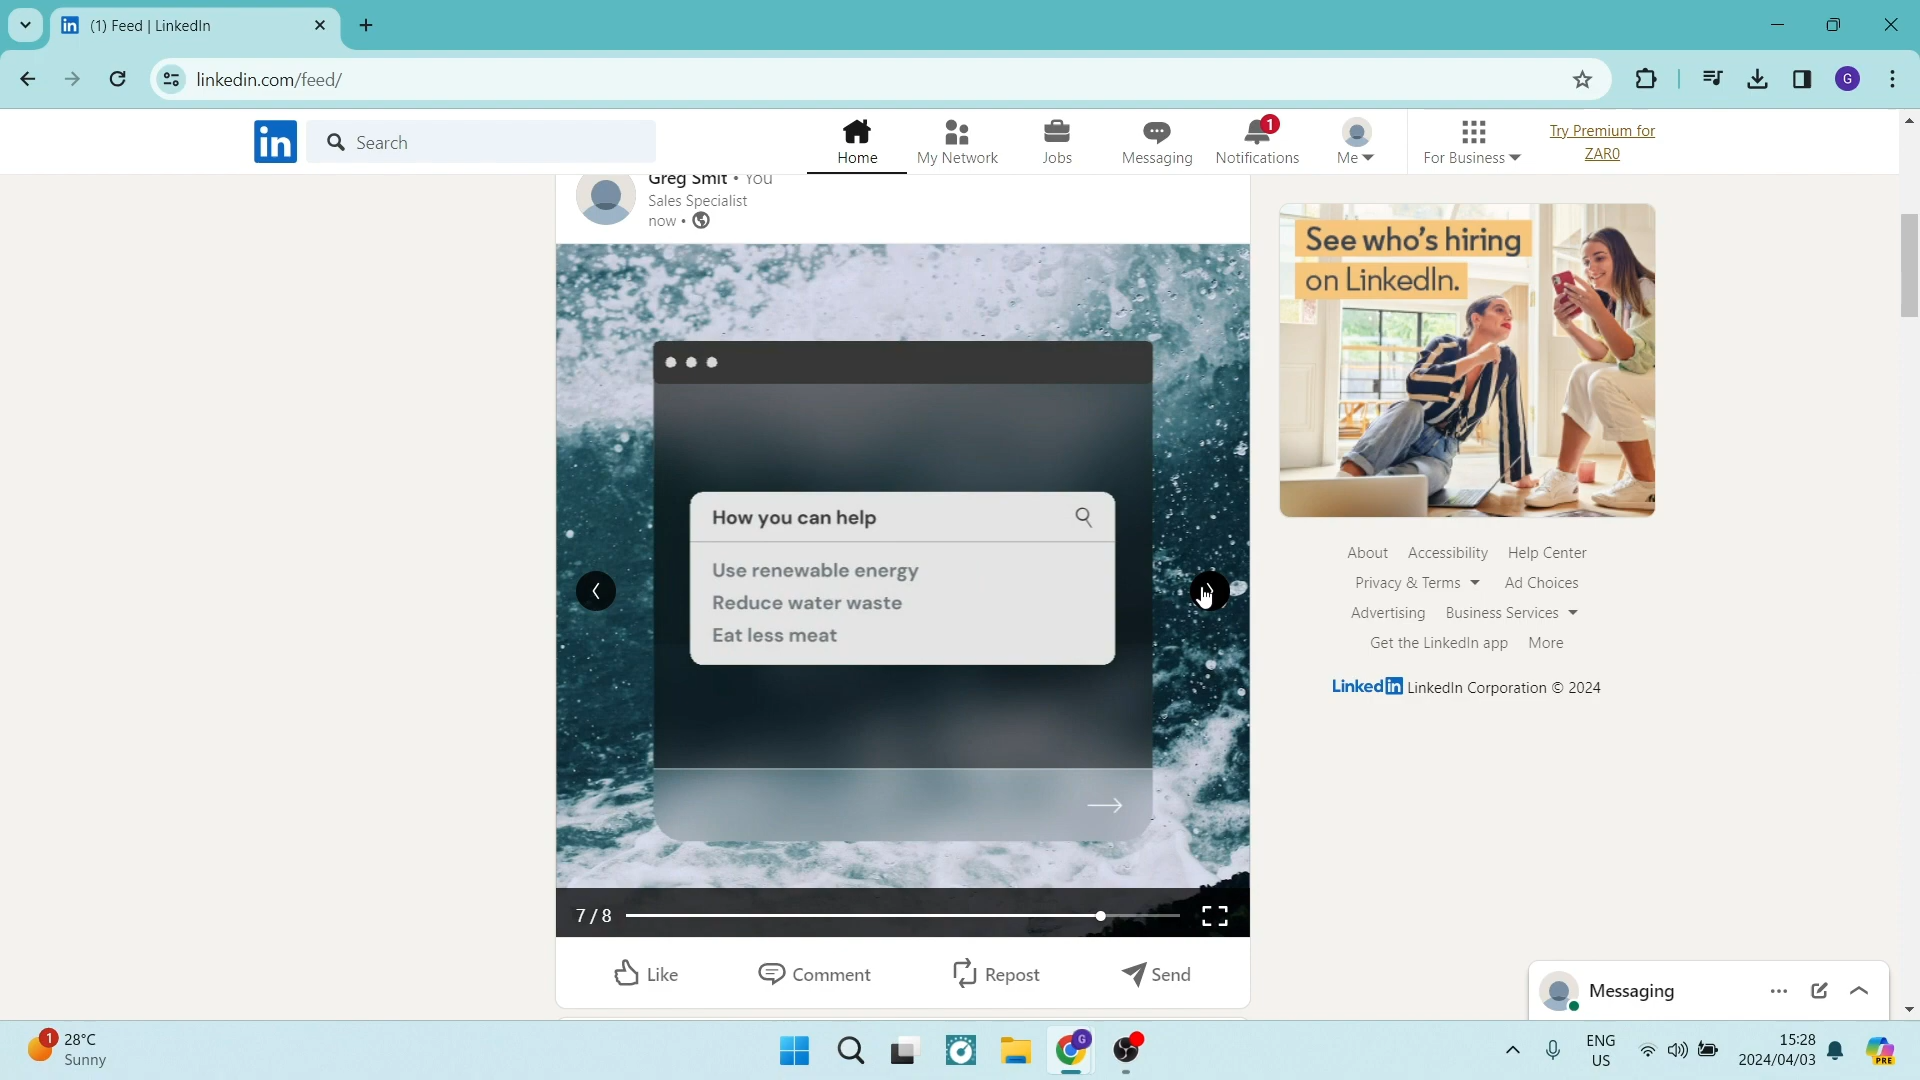 (1) Feed | LinkedIn
linkedin.com/feed/
G
in
Search
Home
My Network
Jobs
Messaging
1
Notifications
Me
For Business
Try Premium for
ZAR0
Greg Smit • You
Sales Specialist
now •
How you can help
Use renewable energy
Reduce water waste
Eat less meat
7 / 8
Like
Comment
Repost
Send
See who's hiring
on LinkedIn.
About Accessibility Help Center
Privacy & Terms Ad Choices
Advertising Business Services
Get the LinkedIn app More
LinkedIn LinkedIn Corporation © 2024
Messaging
1
28°C
Sunny
G
ENG
US
15:28
2024/04/03
PRE